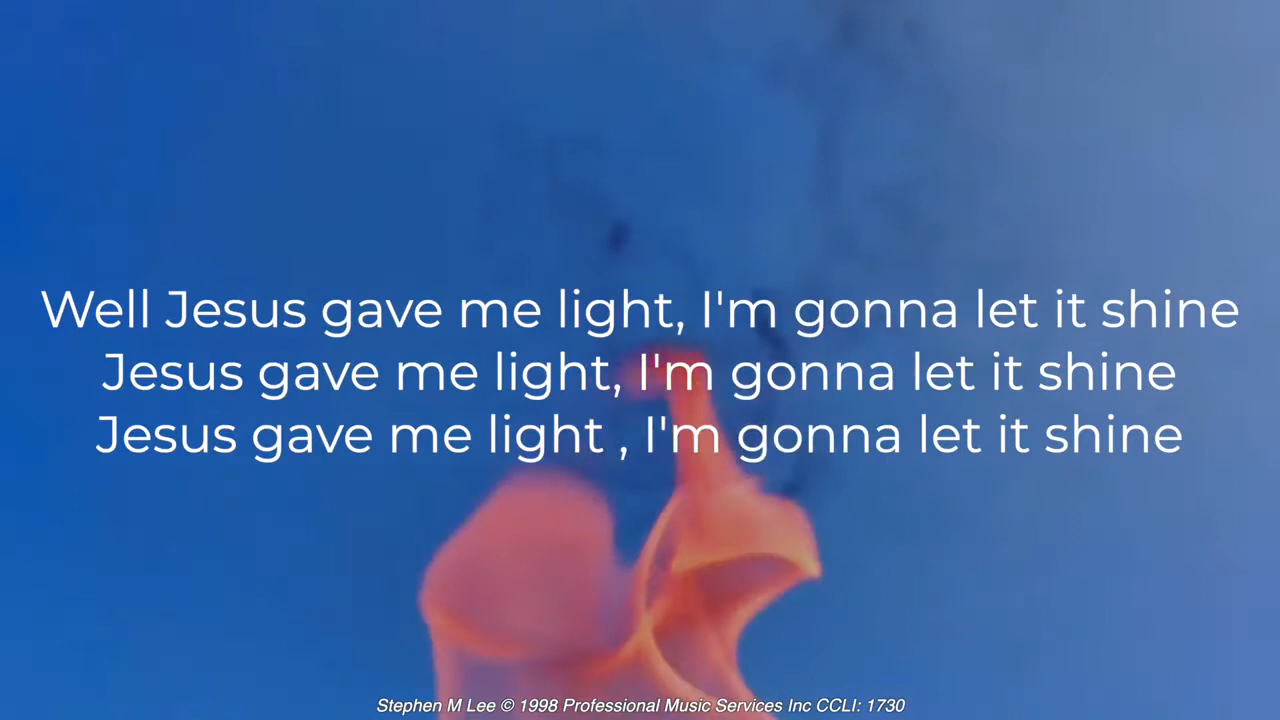 Well Jesus gave me light, I'm gonna let it shine
Jesus gave me light, I'm gonna let it shine
Jesus gave me light , I'm gonna let it shine
Stephen M Lee © 1998 Professional Music Services Inc CCLI: 1730